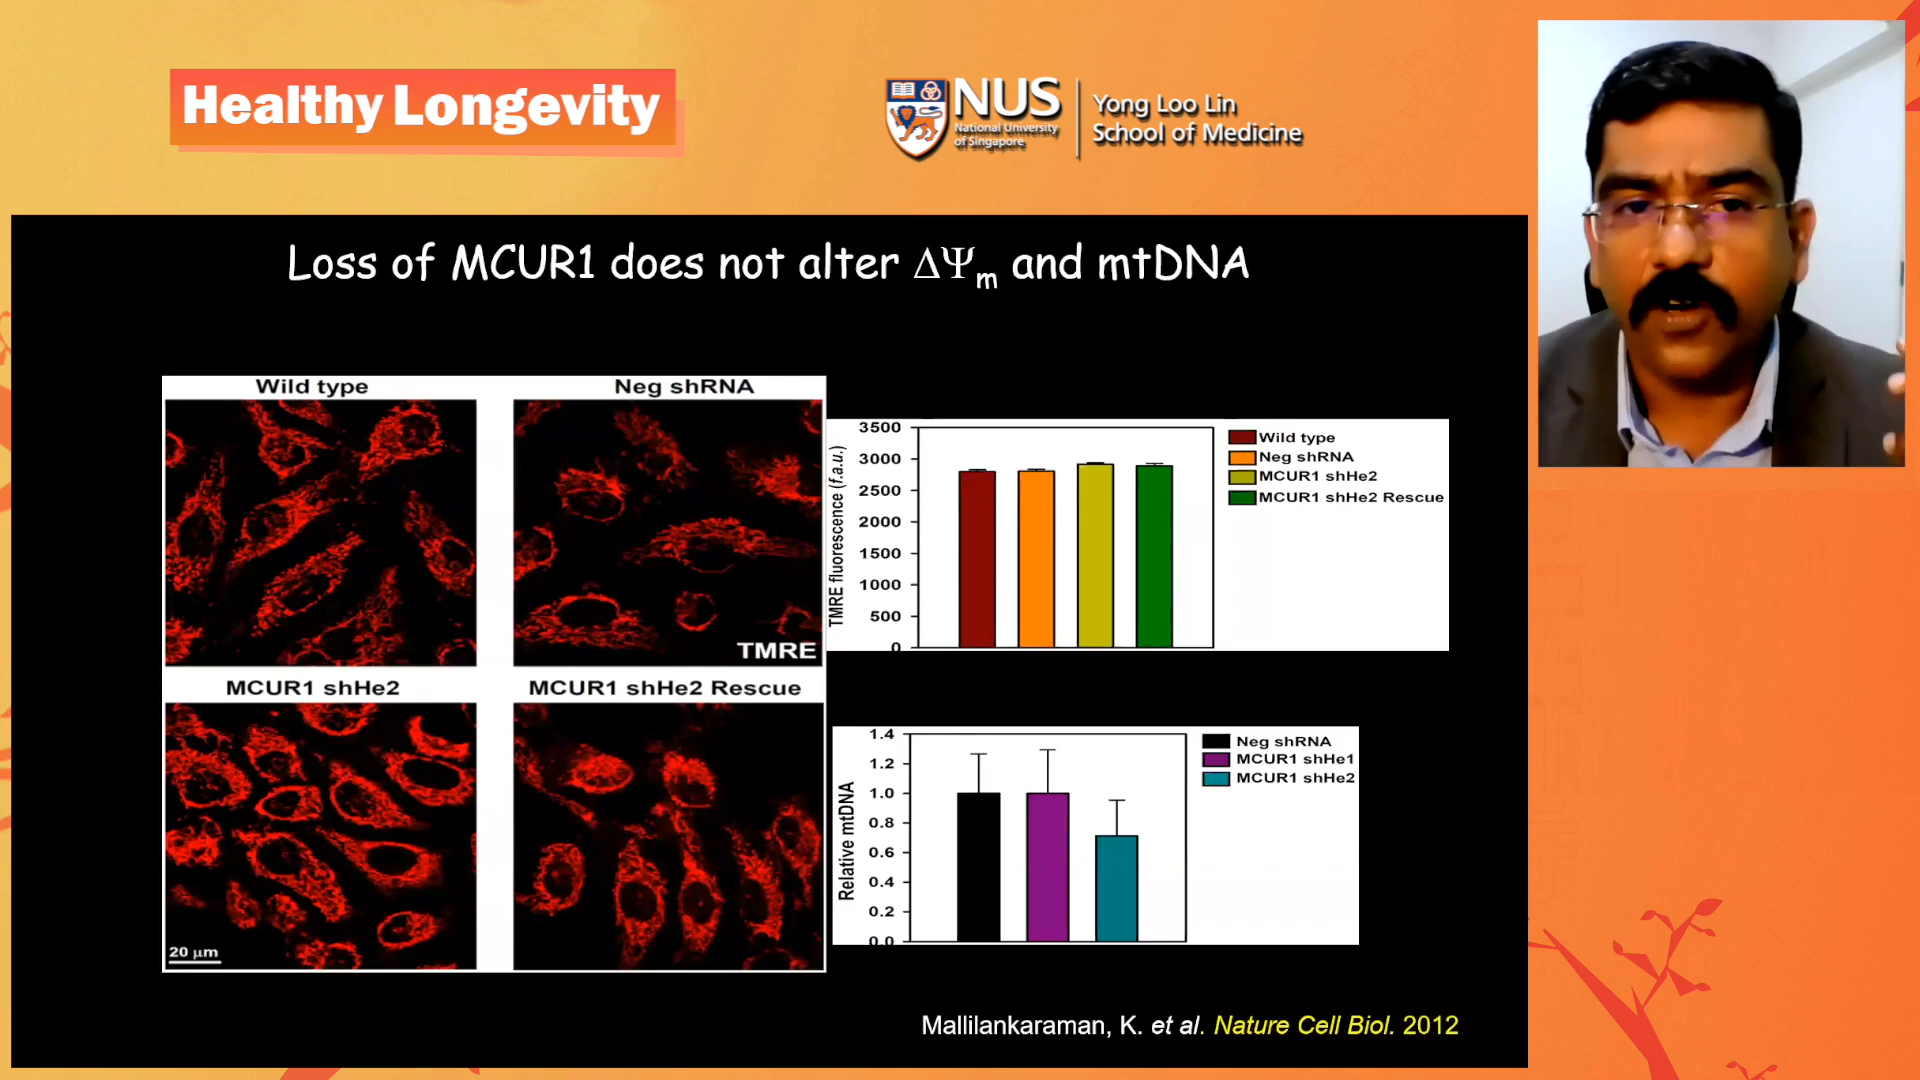 Healthy Longevity
NUS
National University
of Singapore
Yong Loo Lin
School of Medicine
Loss of MCUR1 does not alter ΔΨm and mtDNA
Wild type
Neg shRNA
TMRE
MCUR1 shHe2
MCUR1 shHe2 Rescue
20 µm
3500
3000
2500
2000
1500
1000
500
0
TMRE fluorescence (f.a.u.)
Wild type
Neg shRNA
MCUR1 shHe2
MCUR1 shHe2 Rescue
1.4
1.2
1.0
0.8
0.6
0.4
0.2
0.0
Relative mtDNA
Neg shRNA
MCUR1 shHe1
MCUR1 shHe2
Mallilankaraman, K. et al. Nature Cell Biol. 2012